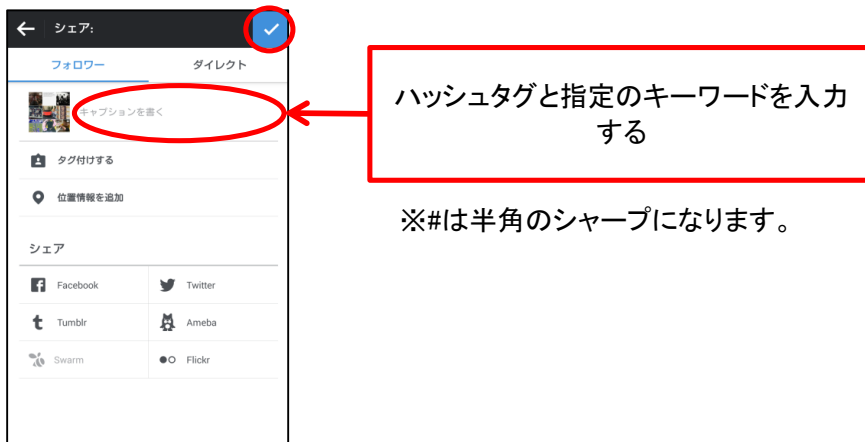 シェア:
フォロワー
ダイレクト
キャプションを書く
タグ付けする
位置情報を追加
シェア
Facebook
Twitter
Tumblr
Ameba
Swarm
Flickr
ハッシュタグと指定のキーワードを入力
する
※#は半角のシャープになります。